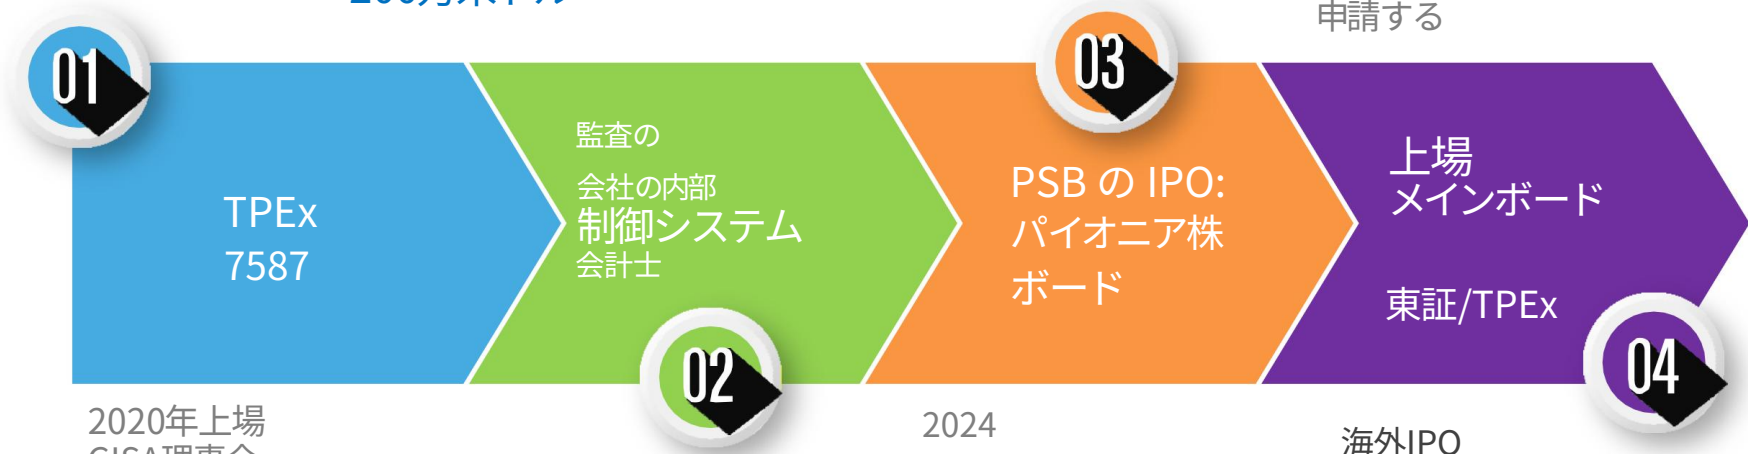 申請する
01
TPEx
7587
2020年上場
監査の
会社の内部
制御システム
会計士
02
03
PSB の IPO:
パイオニア株
ボード
2024
上場
メインボード
東証/TPEx
04
海外IPO